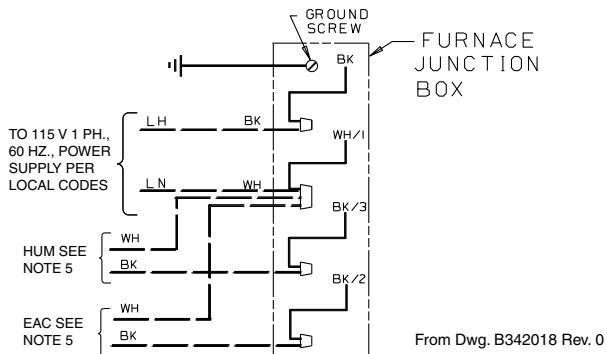 GROUND
SCREW
FURNACE
JUNCTION
BOX
BK
LH
BK
TO 115 V 1 PH.,
60 HZ., POWER
SUPPLY PER
LOCAL CODES
WH/1
LN
WH
BK/3
WH
HUM SEE
NOTE 5
BK
BK/2
WH
EAC SEE
NOTE 5
BK
From Dwg. B342018 Rev. 0